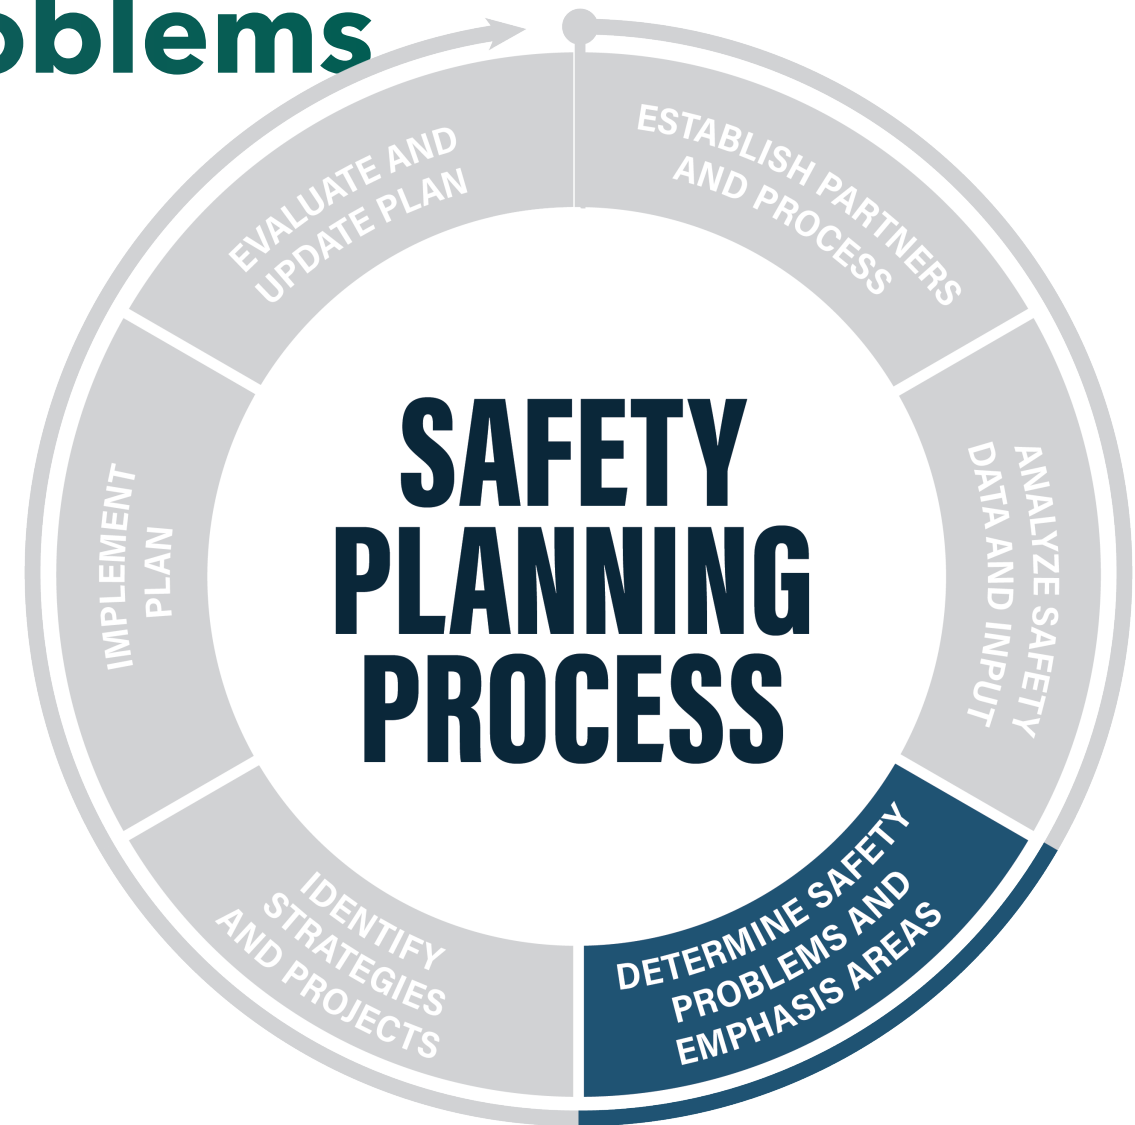 oblems
ESTABLISH PARTNERS
AND PROCESS
ANALYZE SAFETY
DATA AND INPUT
DETERMINE SAFETY
PROBLEMS AND
EMPHASIS AREAS
IDENTIFY
STRATEGIES
AND PROJECTS
IMPLEMENT
PLAN
EVALUATE AND
UPDATE PLAN
SAFETY
PLANNING
PROCESS